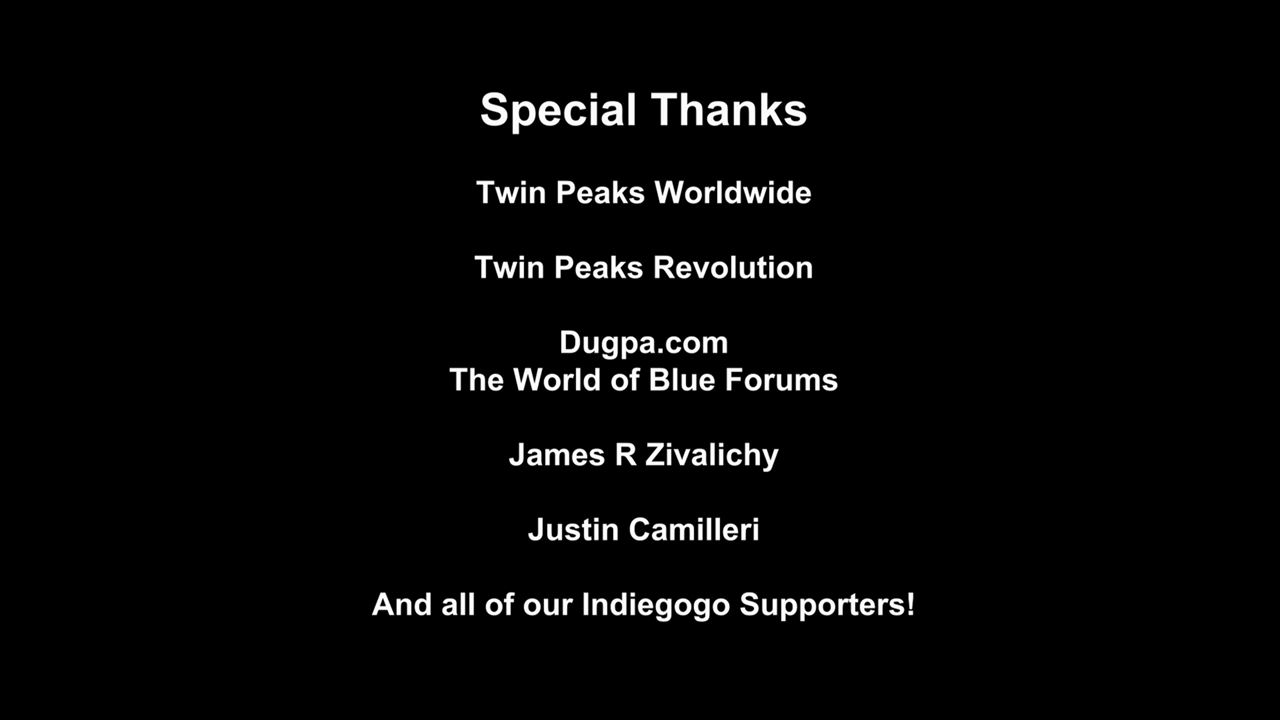 Special Thanks
Twin Peaks Worldwide
Twin Peaks Revolution
Dugpa.com
The World of Blue Forums
James R Zivalichy
Justin Camilleri
And all of our Indiegogo Supporters!